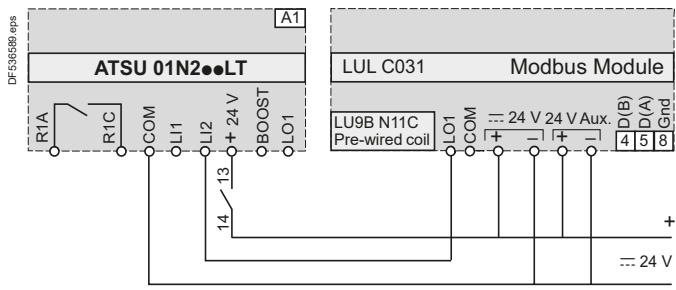 DF536589.eps
A1
ATSU 01N2●●LT
R1A
R1C
COM
LI1
LI2
+ 24 V
BOOST
LO1
13
14
LUL C031 Modbus Module
LU9B N11C
Pre-wired coil
LO1
COM
⎓ 24 V
+ –
24 V Aux.
+ –
D(B)
D(A)
Gnd
4 5 8
+
⎓ 24 V